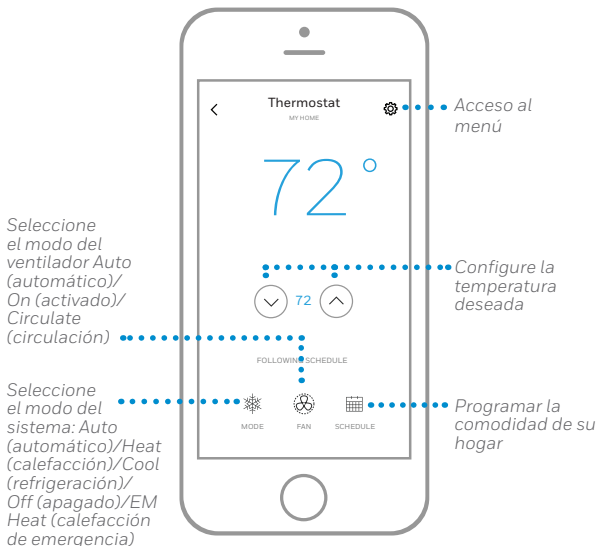 Thermostat
MY HOME
Acceso al
menú
72°
Seleccione
el modo del
ventilador Auto
(automático)/
On (activado)/
Circulate
(circulación)
Configure la
temperatura
deseada
72
FOLLOWING SCHEDULE
Seleccione
el modo del
sistema: Auto
(automático)/Heat
(calefacción)/Cool
(refrigeración)/
Off (apagado)/EM
Heat (calefacción
de emergencia)
MODE
FAN
SCHEDULE
Programar la
comodidad de su
hogar